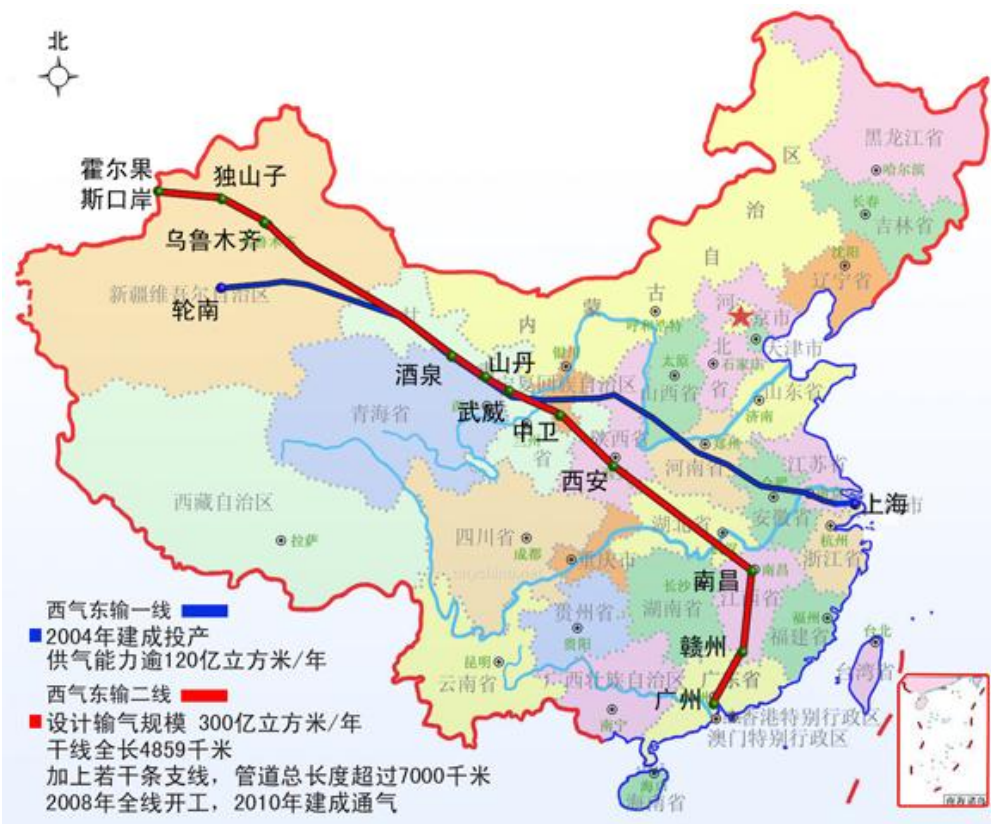 北
霍尔果
斯口岸
独山子
乌鲁木齐
轮南
新疆维吾尔自治区
酒泉
山丹
武威
中卫
西安
南昌
赣州
广州
上海
黑龙江省
哈尔滨
长春
吉林省
沈阳
辽宁省
内
蒙
古
自
治
区
呼和浩特
河
北
省
京市
天津市
石家庄
太原
山西省
山东省
济南
银川
宁夏回族自治区
甘
省
青海省
陕西省
郑州
河南省
江苏省
安徽省
西藏自治区
拉萨
四川省
成都
重庆市
湖北省
杭州
浙江省
市
南昌
江西省
长沙
湖南省
贵州省
贵阳
福州
福建省
台北
台湾省
昆明
云南省
广西壮族自治区
南宁
广东省
香港特别行政区
澳门特别行政区
海口
海南省
南海诸岛
西气东输一线
2004年建成投产
供气能力逾120亿立方米/年
西气东输二线
设计输气规模 300亿立方米/年
干线全长4859千米
加上若干条支线，管道总长度超过7000千米
2008年全线开工，2010年建成通气